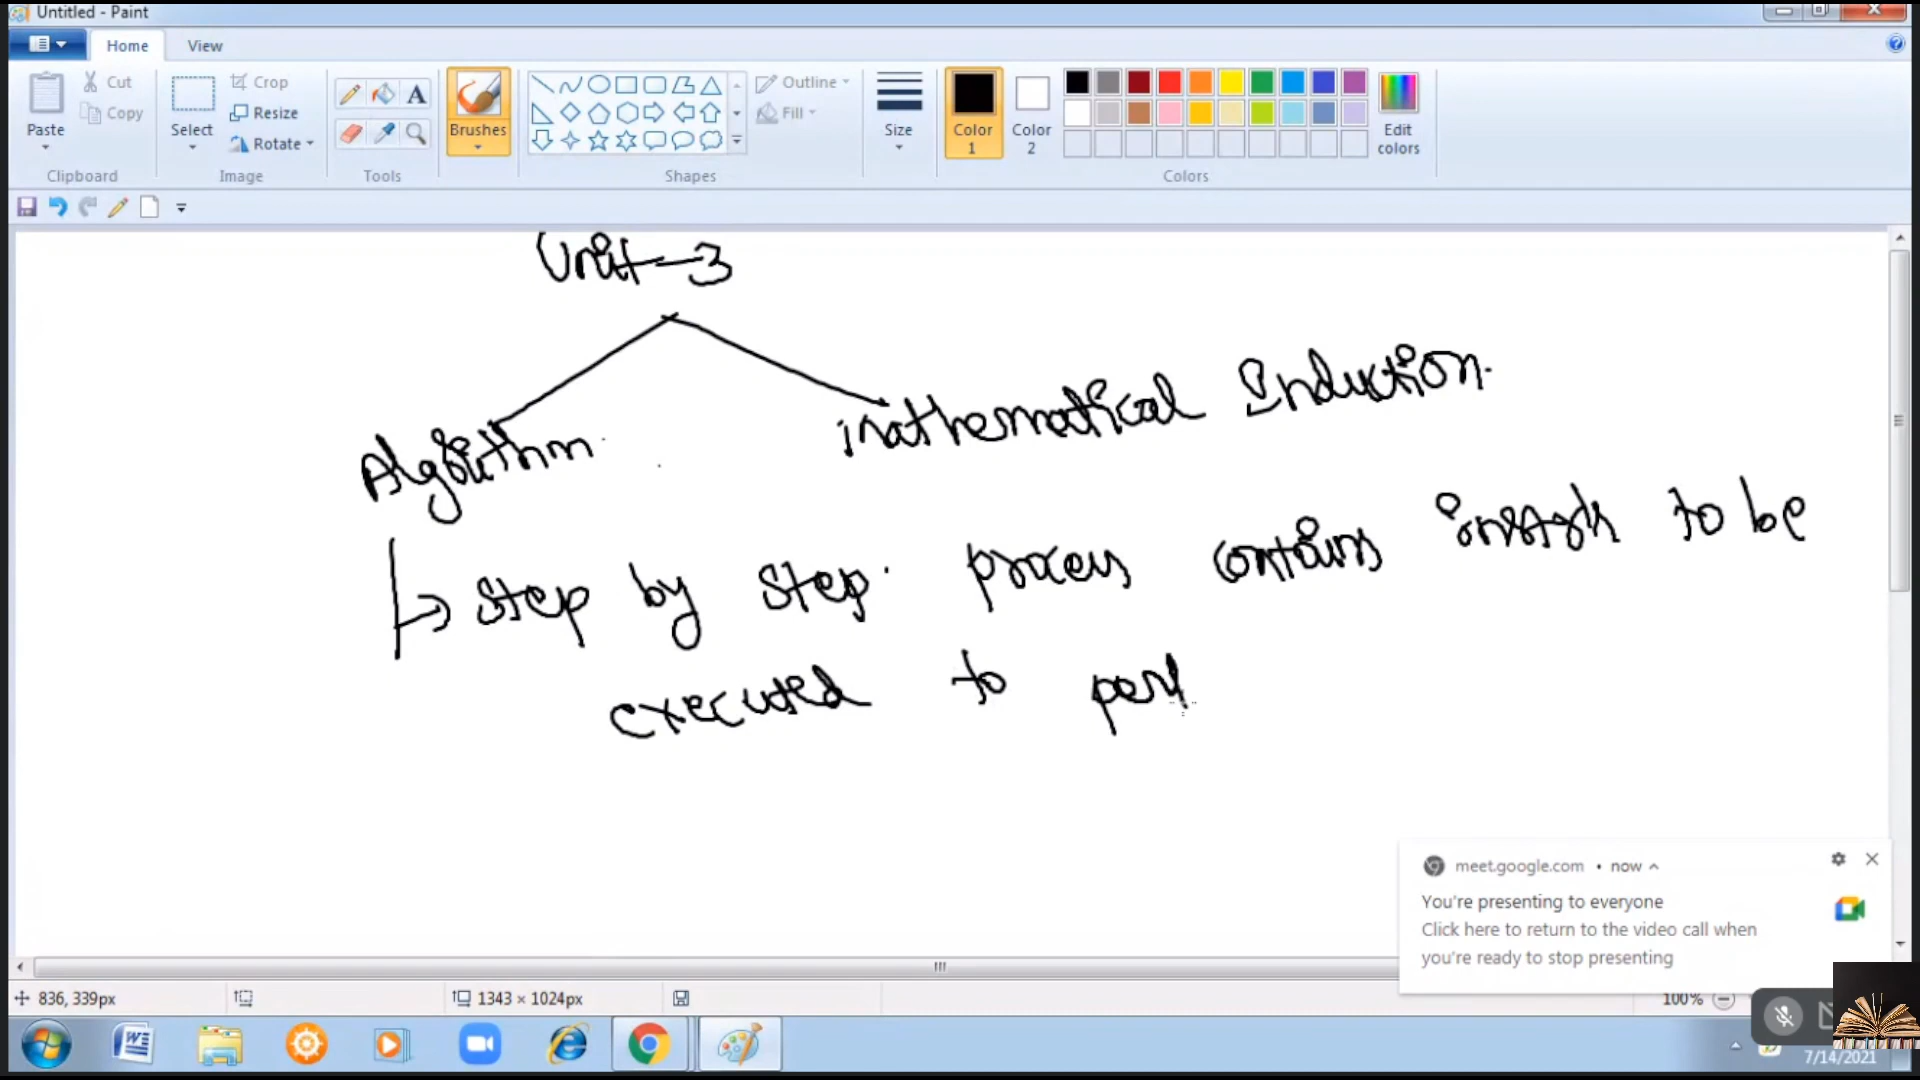 Untitled - Paint
Home View
Paste
Cut
Copy
Clipboard
Select
Crop
Resize
Rotate
Image
Tools
Brushes
Shapes
Outline
Fill
Size
Color 1
Color 2
Edit colors
Colors
Unit-3
Algorithm. Mathematical Induction.
step by step. process contains to be
executed to
meet.google.com • now
You're presenting to everyone
Click here to return to the video call when
you're ready to stop presenting
836, 339px
1343 × 1024px
100%
7/14/2021